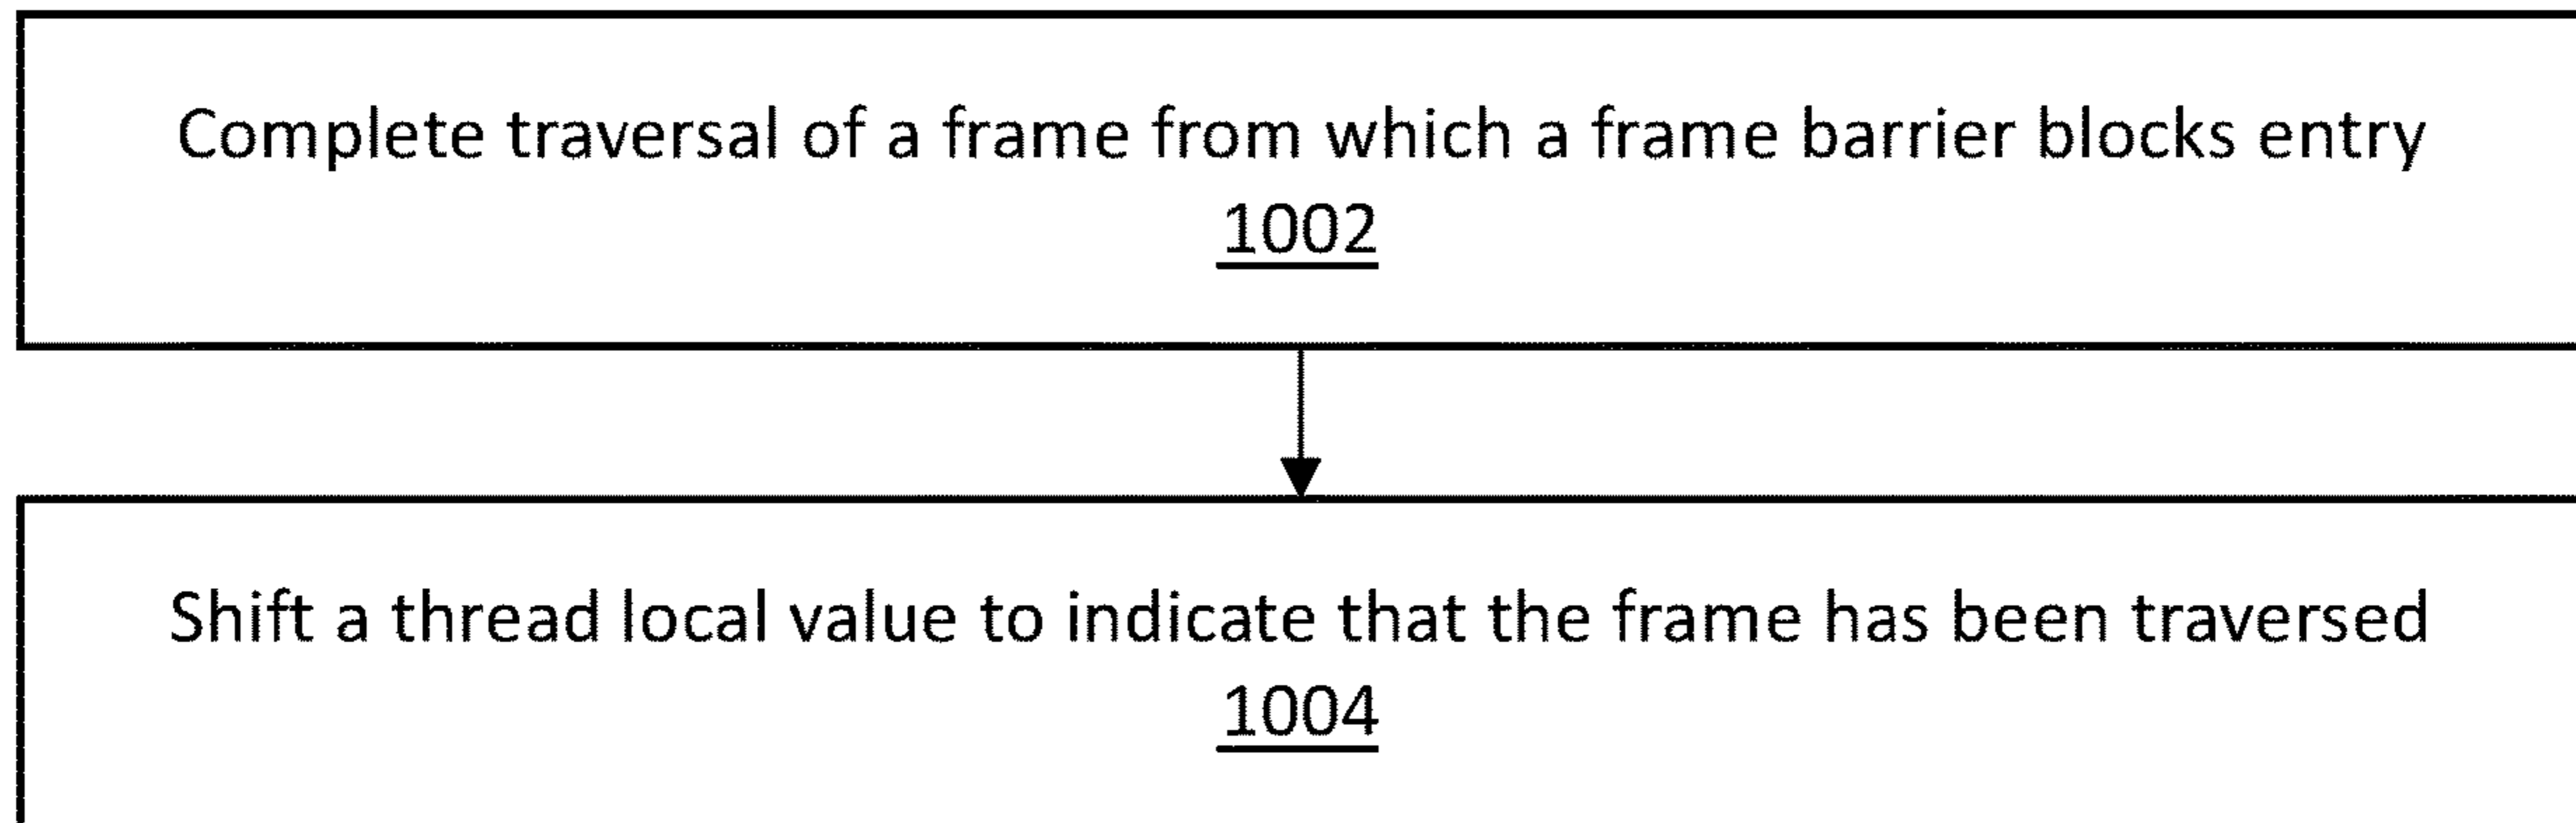 Complete traversal of a frame from which a frame barrier blocks entry
1002
Shift a thread local value to indicate that the frame has been traversed
1004